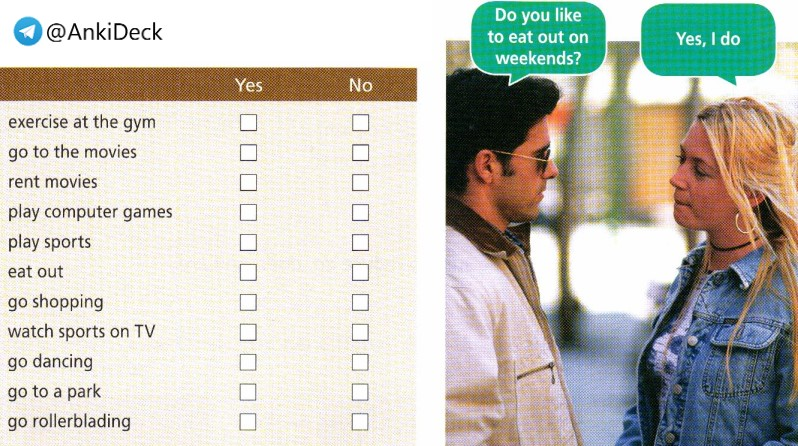 @AnkiDeck
Yes No
exercise at the gym
go to the movies
rent movies
play computer games
play sports
eat out
go shopping
watch sports on TV
go dancing
go to a park
go rollerblading
Do you like
to eat out on
weekends?
Yes, I do